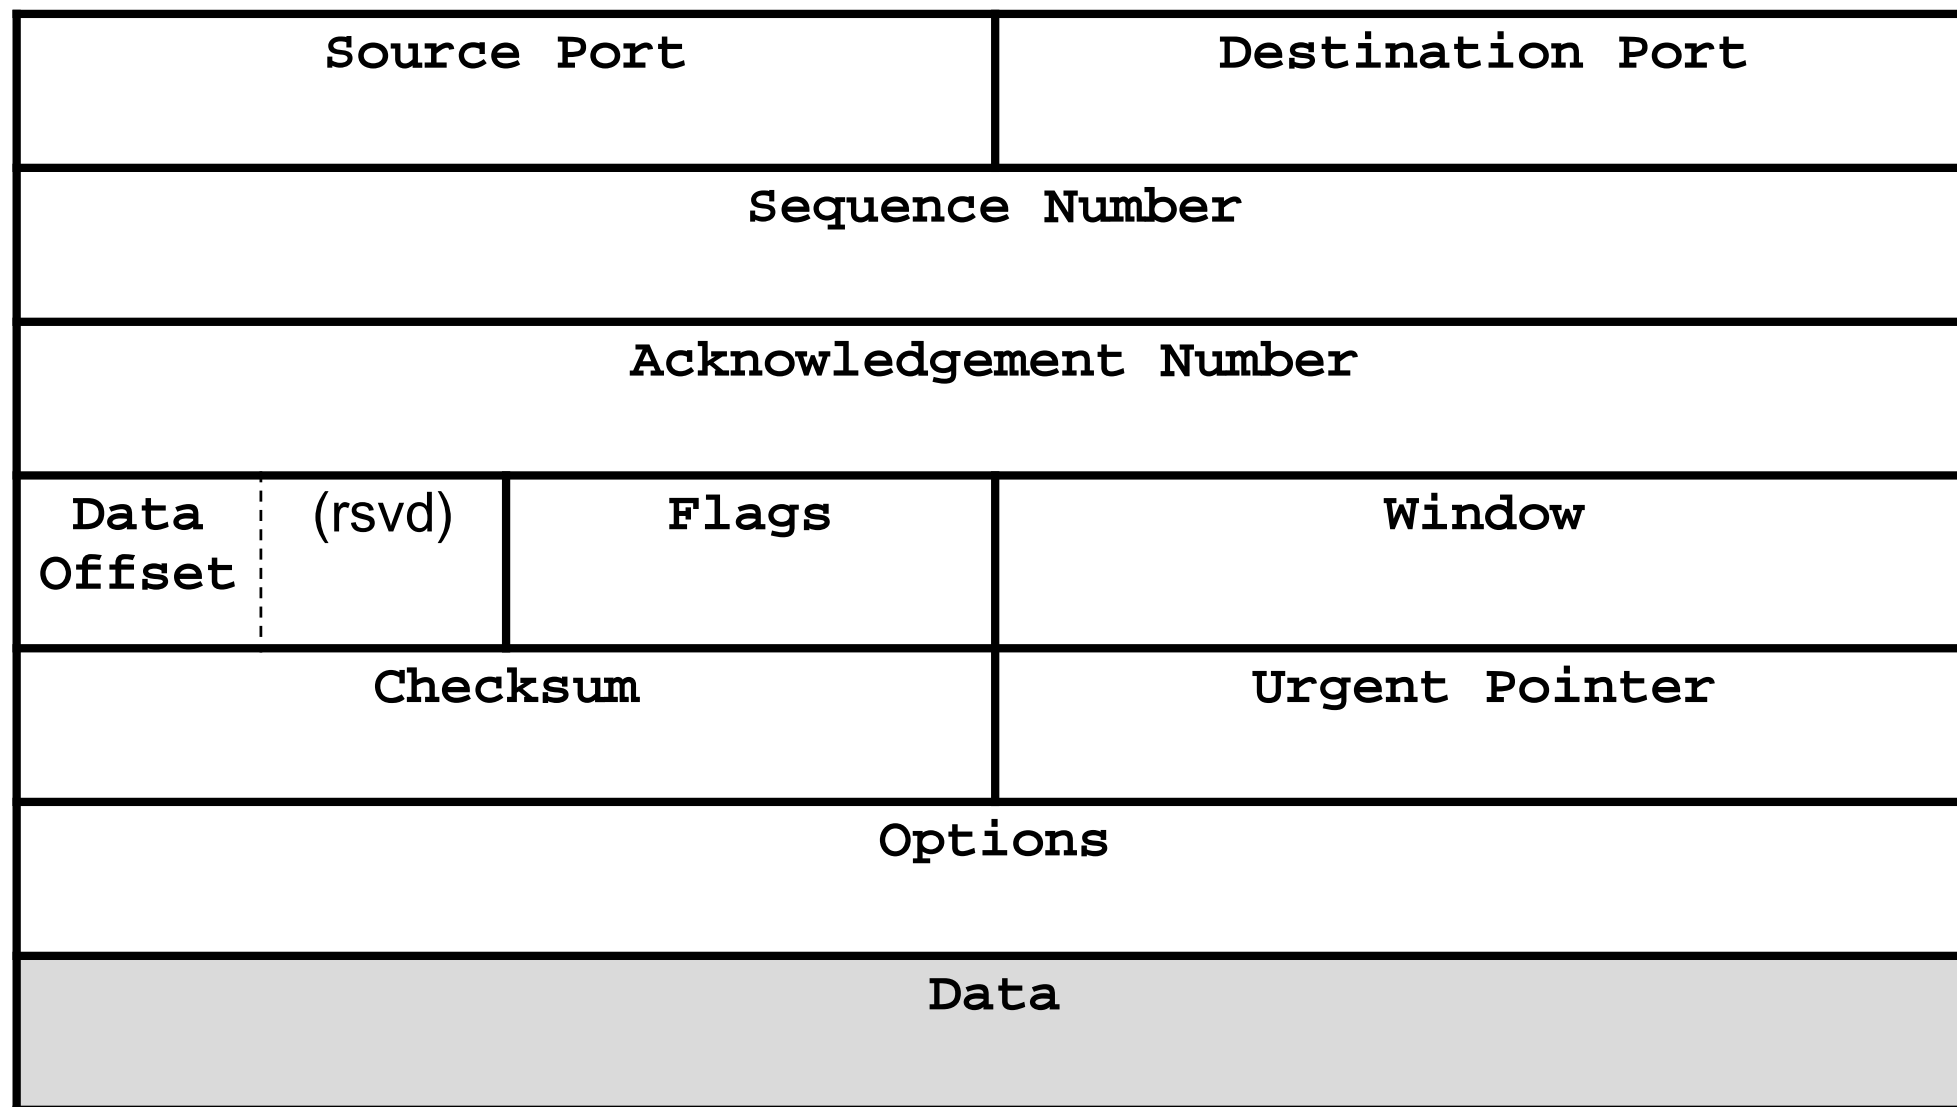 Source Port Destination Port
Sequence Number
Acknowledgement Number
Data (rsvd) Flags Window
Offset
Checksum Urgent Pointer
Options
Data